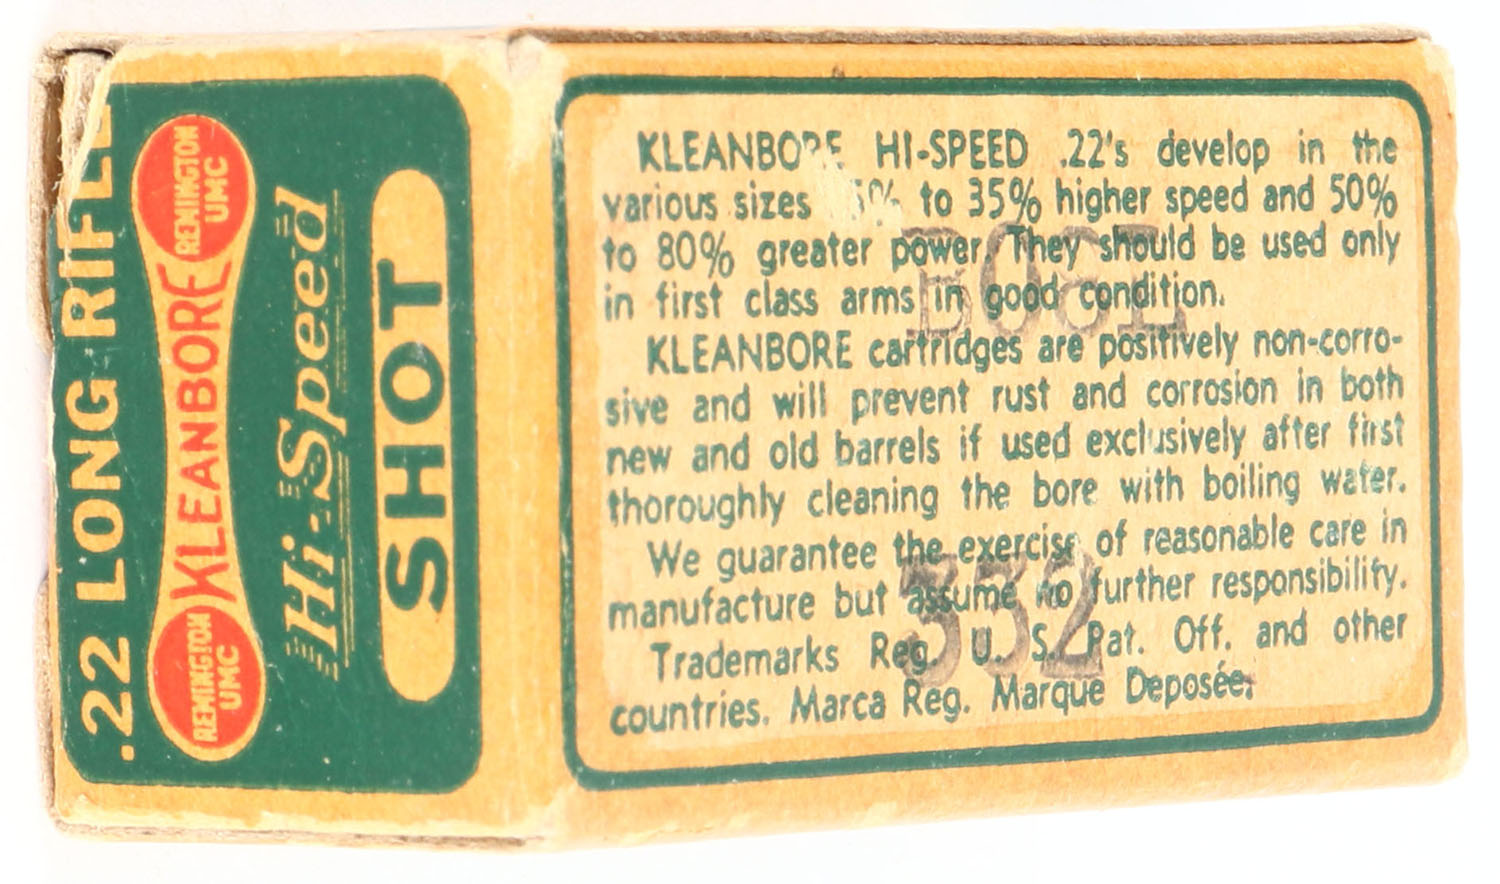 .22 LONG RIFLE
REMINGTON
UMC
KLEANBORE
REMINGTON
UMC
Hi-Speed
SHOT
KLEANBORE HI-SPEED .22's develop in the
various sizes to 35% higher speed and 50%
to 80% greater power. They should be used only
in first class arms in good condition.
KLEANBORE cartridges are positively non-corro-
sive and will prevent rust and corrosion in both
new and old barrels if used exclusively after first
thoroughly cleaning the bore with boiling water.
We guarantee the exercise of reasonable care in
manufacture but assume no further responsibility.
Trademarks Reg. U. S. Pat. Off. and other
countries. Marca Reg. Marque Deposée.
332